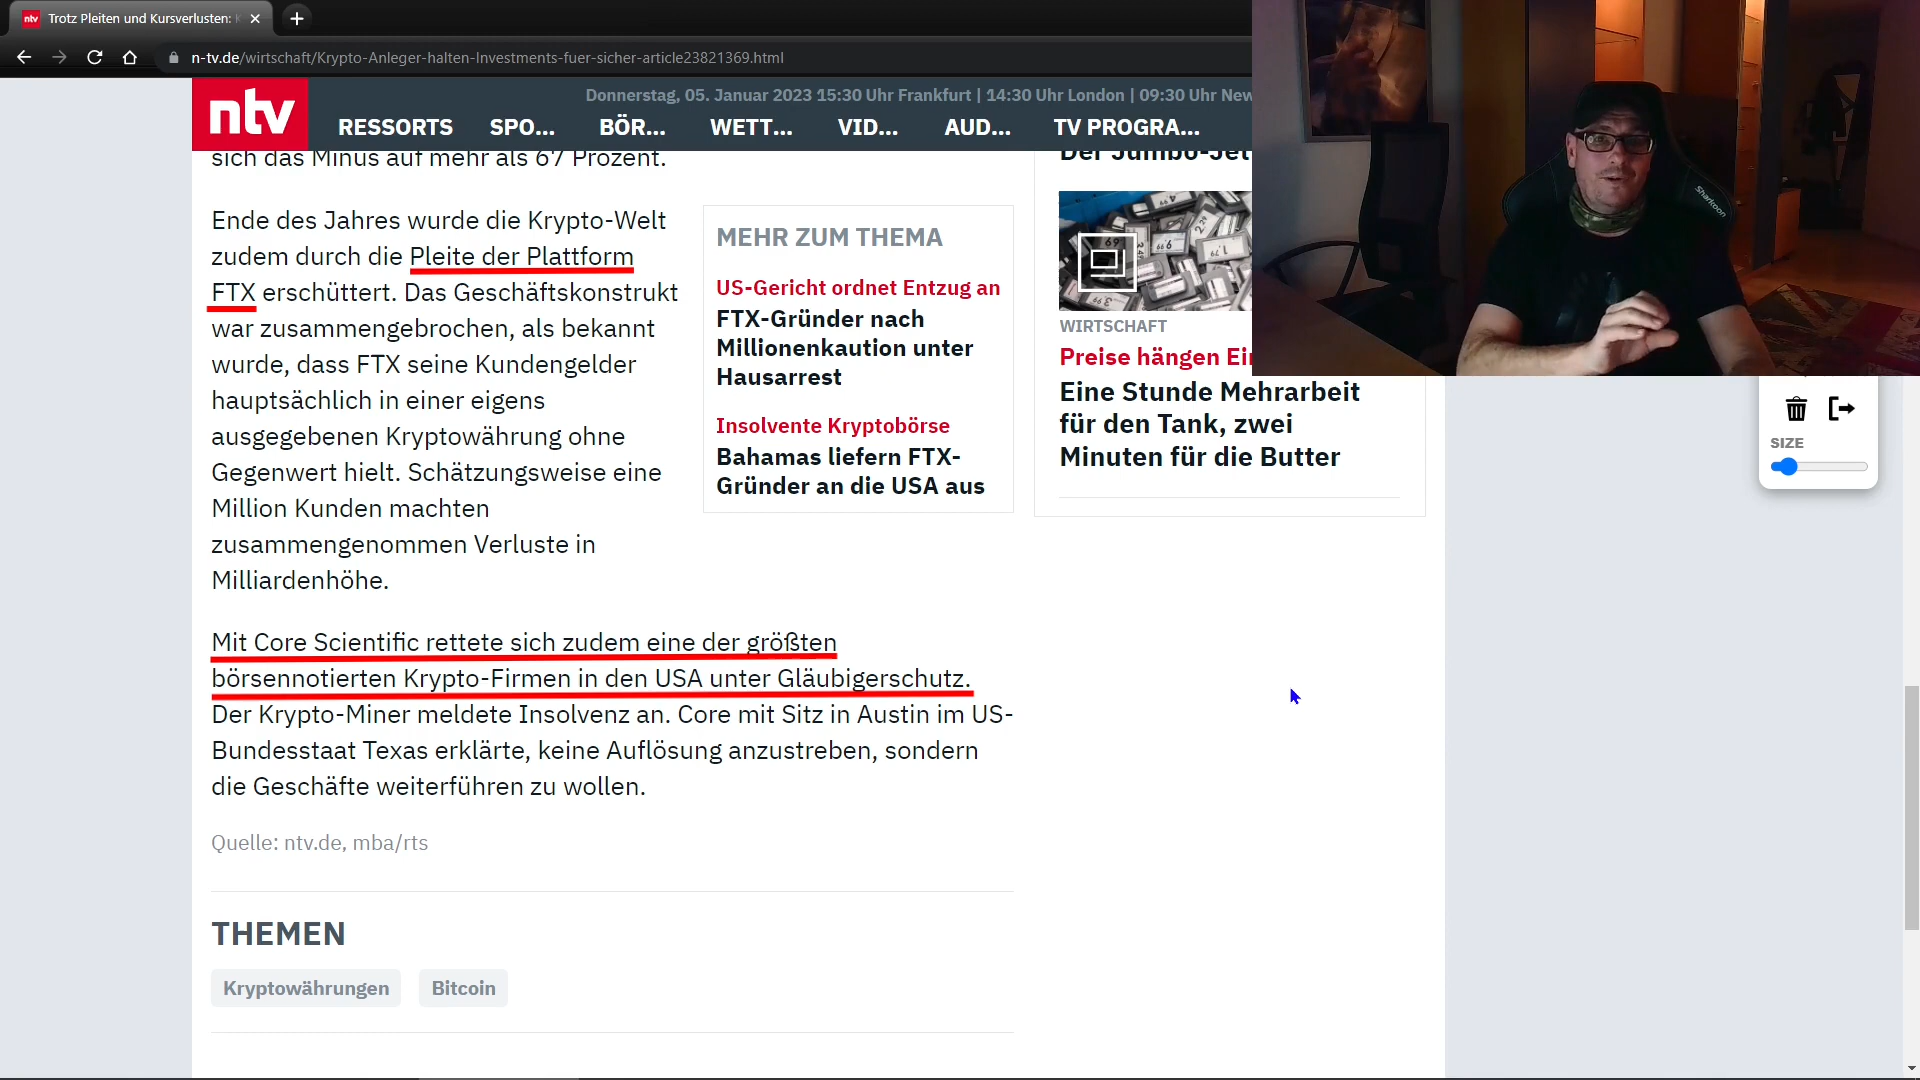 ntv Trotz Pleiten und Kursverlusten:
n-tv.de/wirtschaft/Krypto-Anleger-halten-Investments-fuer-sicher-article23821369.html
ntv
Donnerstag, 05. Januar 2023 15:30 Uhr Frankfurt | 14:30 Uhr London | 09:30 Uhr New
RESSORTS SPO... BÖR... WETT... VID... AUD... TV PROGRA...
sich das Minus auf mehr als 67 Prozent.
Ende des Jahres wurde die Krypto-Welt
zudem durch die Pleite der Plattform
FTX erschüttert. Das Geschäftskonstrukt
war zusammengebrochen, als bekannt
wurde, dass FTX seine Kundengelder
hauptsächlich in einer eigens
ausgegebenen Kryptowährung ohne
Gegenwert hielt. Schätzungsweise eine
Million Kunden machten
zusammengenommen Verluste in
Milliardenhöhe.
MEHR ZUM THEMA
US-Gericht ordnet Entzug an
FTX-Gründer nach
Millionenkaution unter
Hausarrest
Insolvente Kryptobörse
Bahamas liefern FTX-
Gründer an die USA aus
Der Jumbo-Jet
WIRTSCHAFT
Preise hängen Ei
Eine Stunde Mehrarbeit
für den Tank, zwei
Minuten für die Butter
Sharkoon
SIZE
Mit Core Scientific rettete sich zudem eine der größten
börsennotierten Krypto-Firmen in den USA unter Gläubigerschutz.
Der Krypto-Miner meldete Insolvenz an. Core mit Sitz in Austin im US-
Bundesstaat Texas erklärte, keine Auflösung anzustreben, sondern
die Geschäfte weiterführen zu wollen.
Quelle: ntv.de, mba/rts
THEMEN
Kryptowährungen Bitcoin